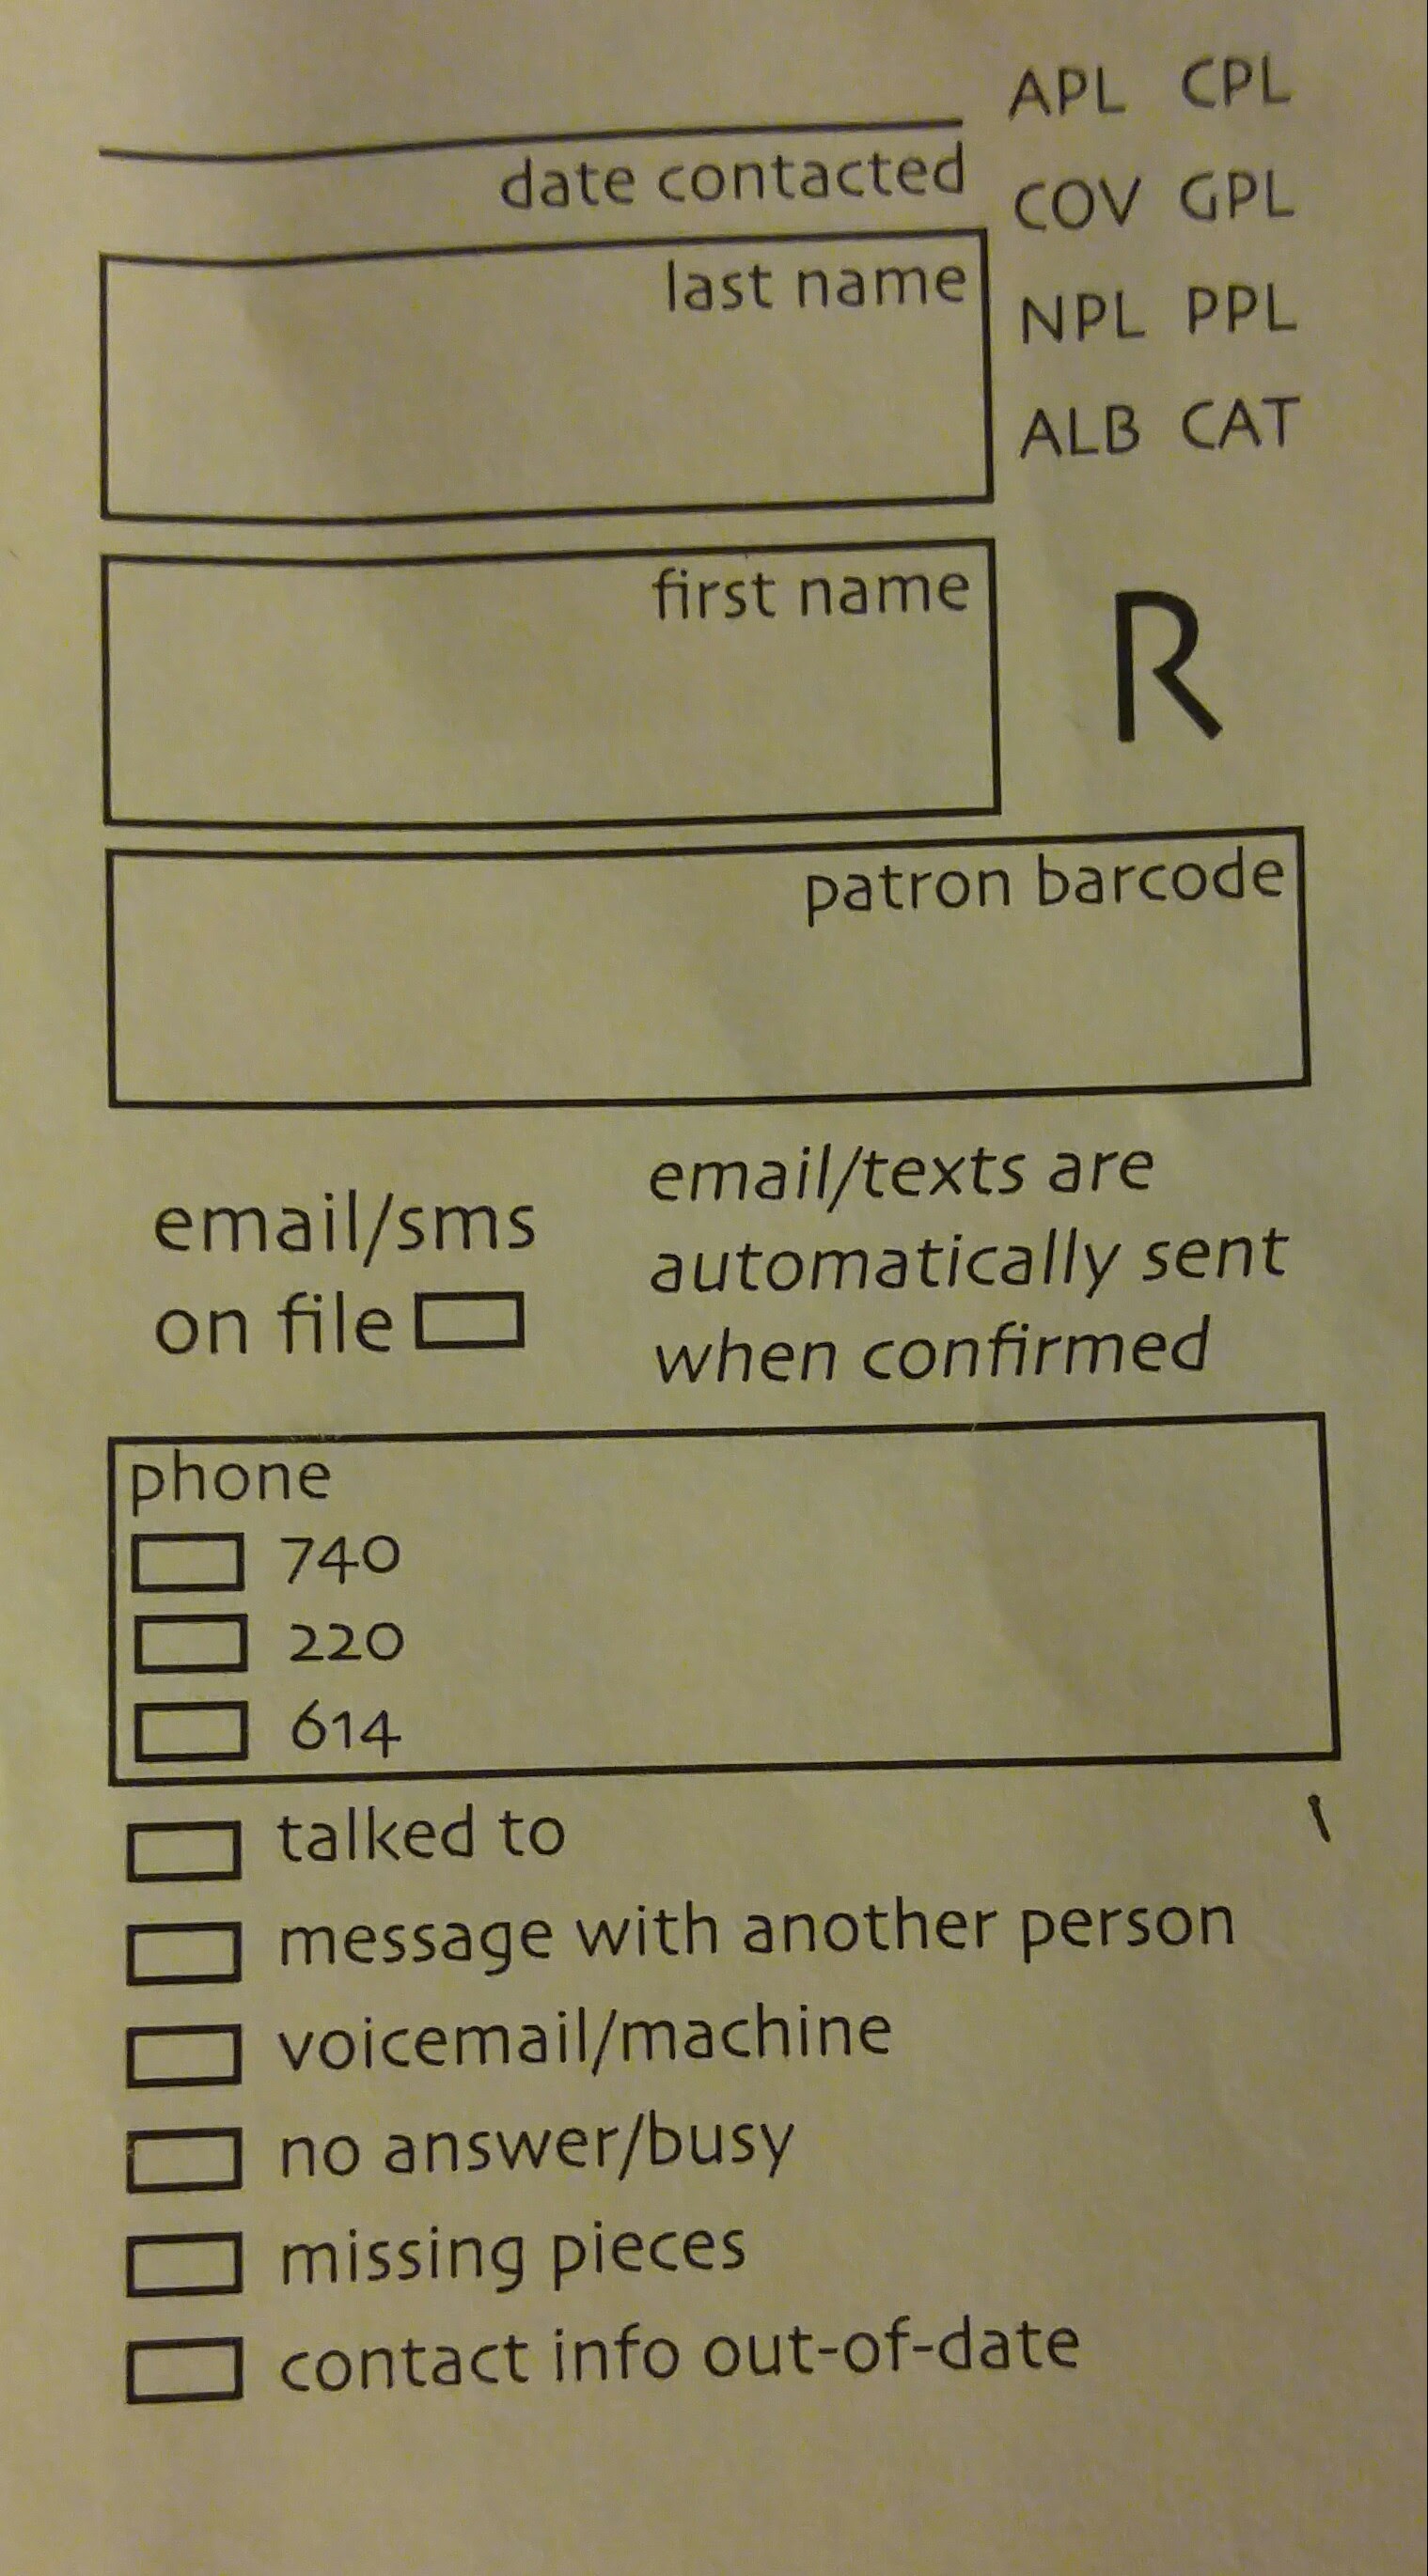 APL CPL
date contacted
COV GPL
last name
NPL PPL
ALB CAT
first name
R
patron barcode
email/sms
on file
email/texts are
automatically sent
when confirmed
phone
740
220
614
talked to
message with another person
voicemail/machine
no answer/busy
missing pieces
contact info out-of-date